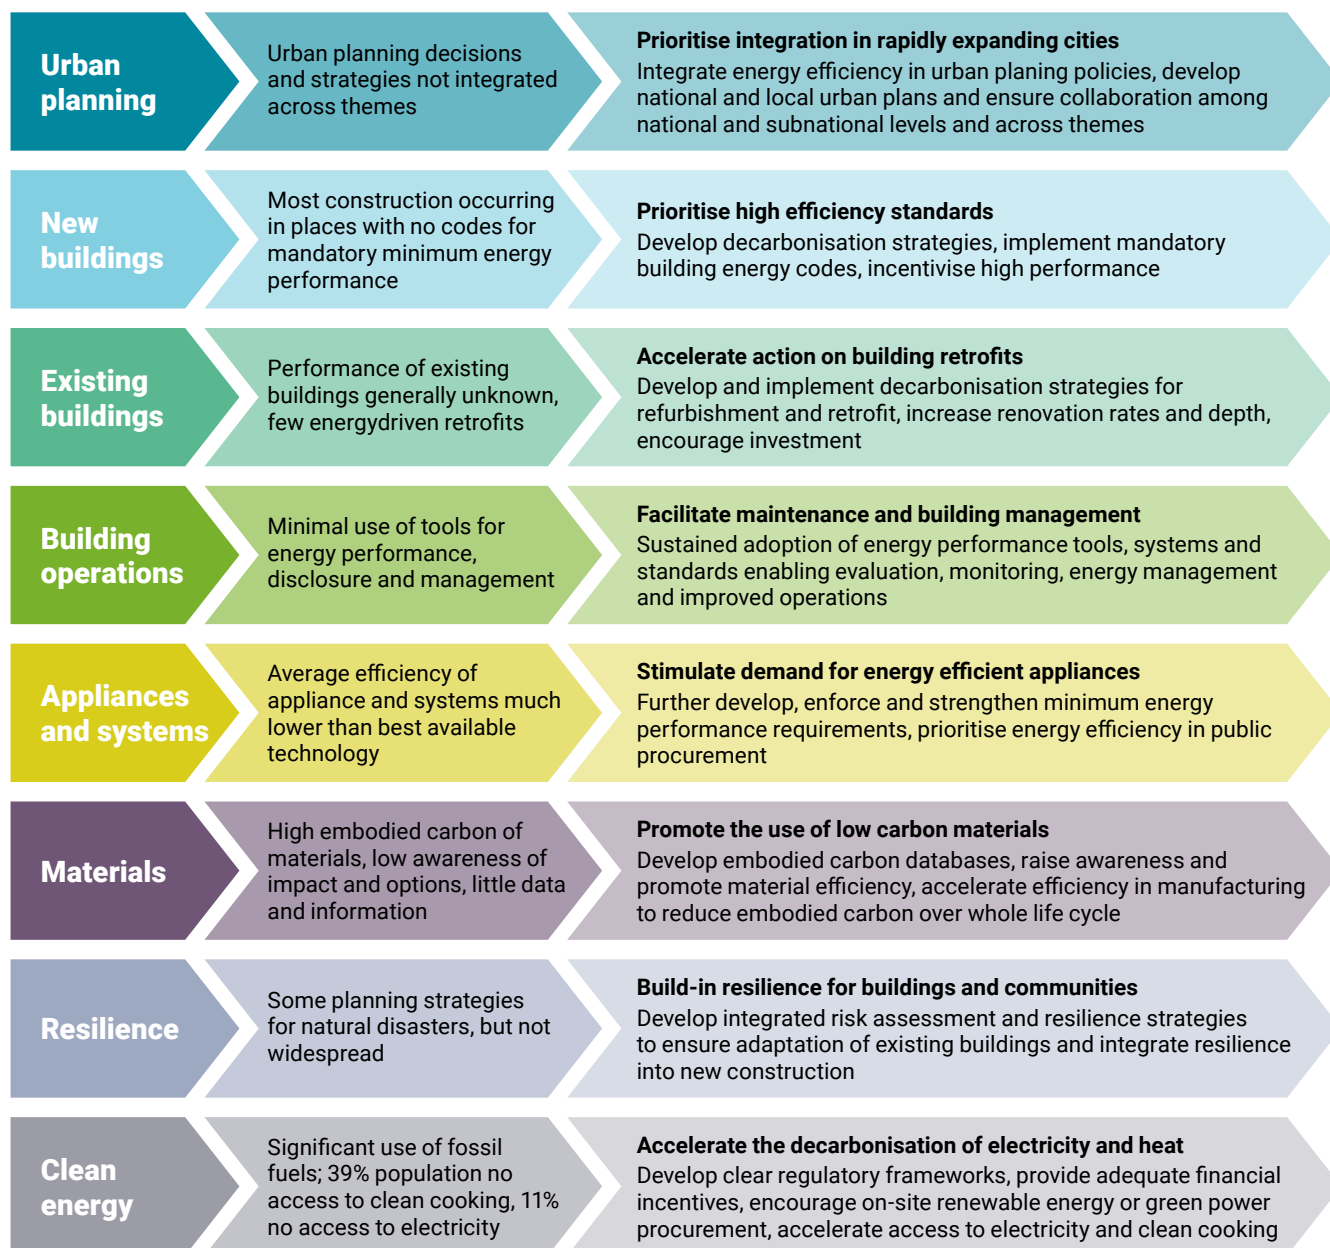 Urban
planning
Urban planning decisions
and strategies not integrated
across themes
Prioritise integration in rapidly expanding cities
Integrate energy efficiency in urban planing policies, develop
national and local urban plans and ensure collaboration among
national and subnational levels and across themes
New
buildings
Most construction occurring
in places with no codes for
mandatory minimum energy
performance
Prioritise high efficiency standards
Develop decarbonisation strategies, implement mandatory
building energy codes, incentivise high performance
Existing
buildings
Performance of existing
buildings generally unknown,
few energydriven retrofits
Accelerate action on building retrofits
Develop and implement decarbonisation strategies for
refurbishment and retrofit, increase renovation rates and depth,
encourage investment
Building
operations
Minimal use of tools for
energy performance,
disclosure and management
Facilitate maintenance and building management
Sustained adoption of energy performance tools, systems and
standards enabling evaluation, monitoring, energy management
and improved operations
Appliances
and systems
Average efficiency of
appliance and systems much
lower than best available
technology
Stimulate demand for energy efficient appliances
Further develop, enforce and strengthen minimum energy
performance requirements, prioritise energy efficiency in public
procurement
Materials
High embodied carbon of
materials, low awareness of
impact and options, little data
and information
Promote the use of low carbon materials
Develop embodied carbon databases, raise awareness and
promote material efficiency, accelerate efficiency in manufacturing
to reduce embodied carbon over whole life cycle
Resilience
Some planning strategies
for natural disasters, but not
widespread
Build-in resilience for buildings and communities
Develop integrated risk assessment and resilience strategies
to ensure adaptation of existing buildings and integrate resilience
into new construction
Clean
energy
Significant use of fossil
fuels; 39% population no
access to clean cooking, 11%
no access to electricity
Accelerate the decarbonisation of electricity and heat
Develop clear regulatory frameworks, provide adequate financial
incentives, encourage on-site renewable energy or green power
procurement, accelerate access to electricity and clean cooking